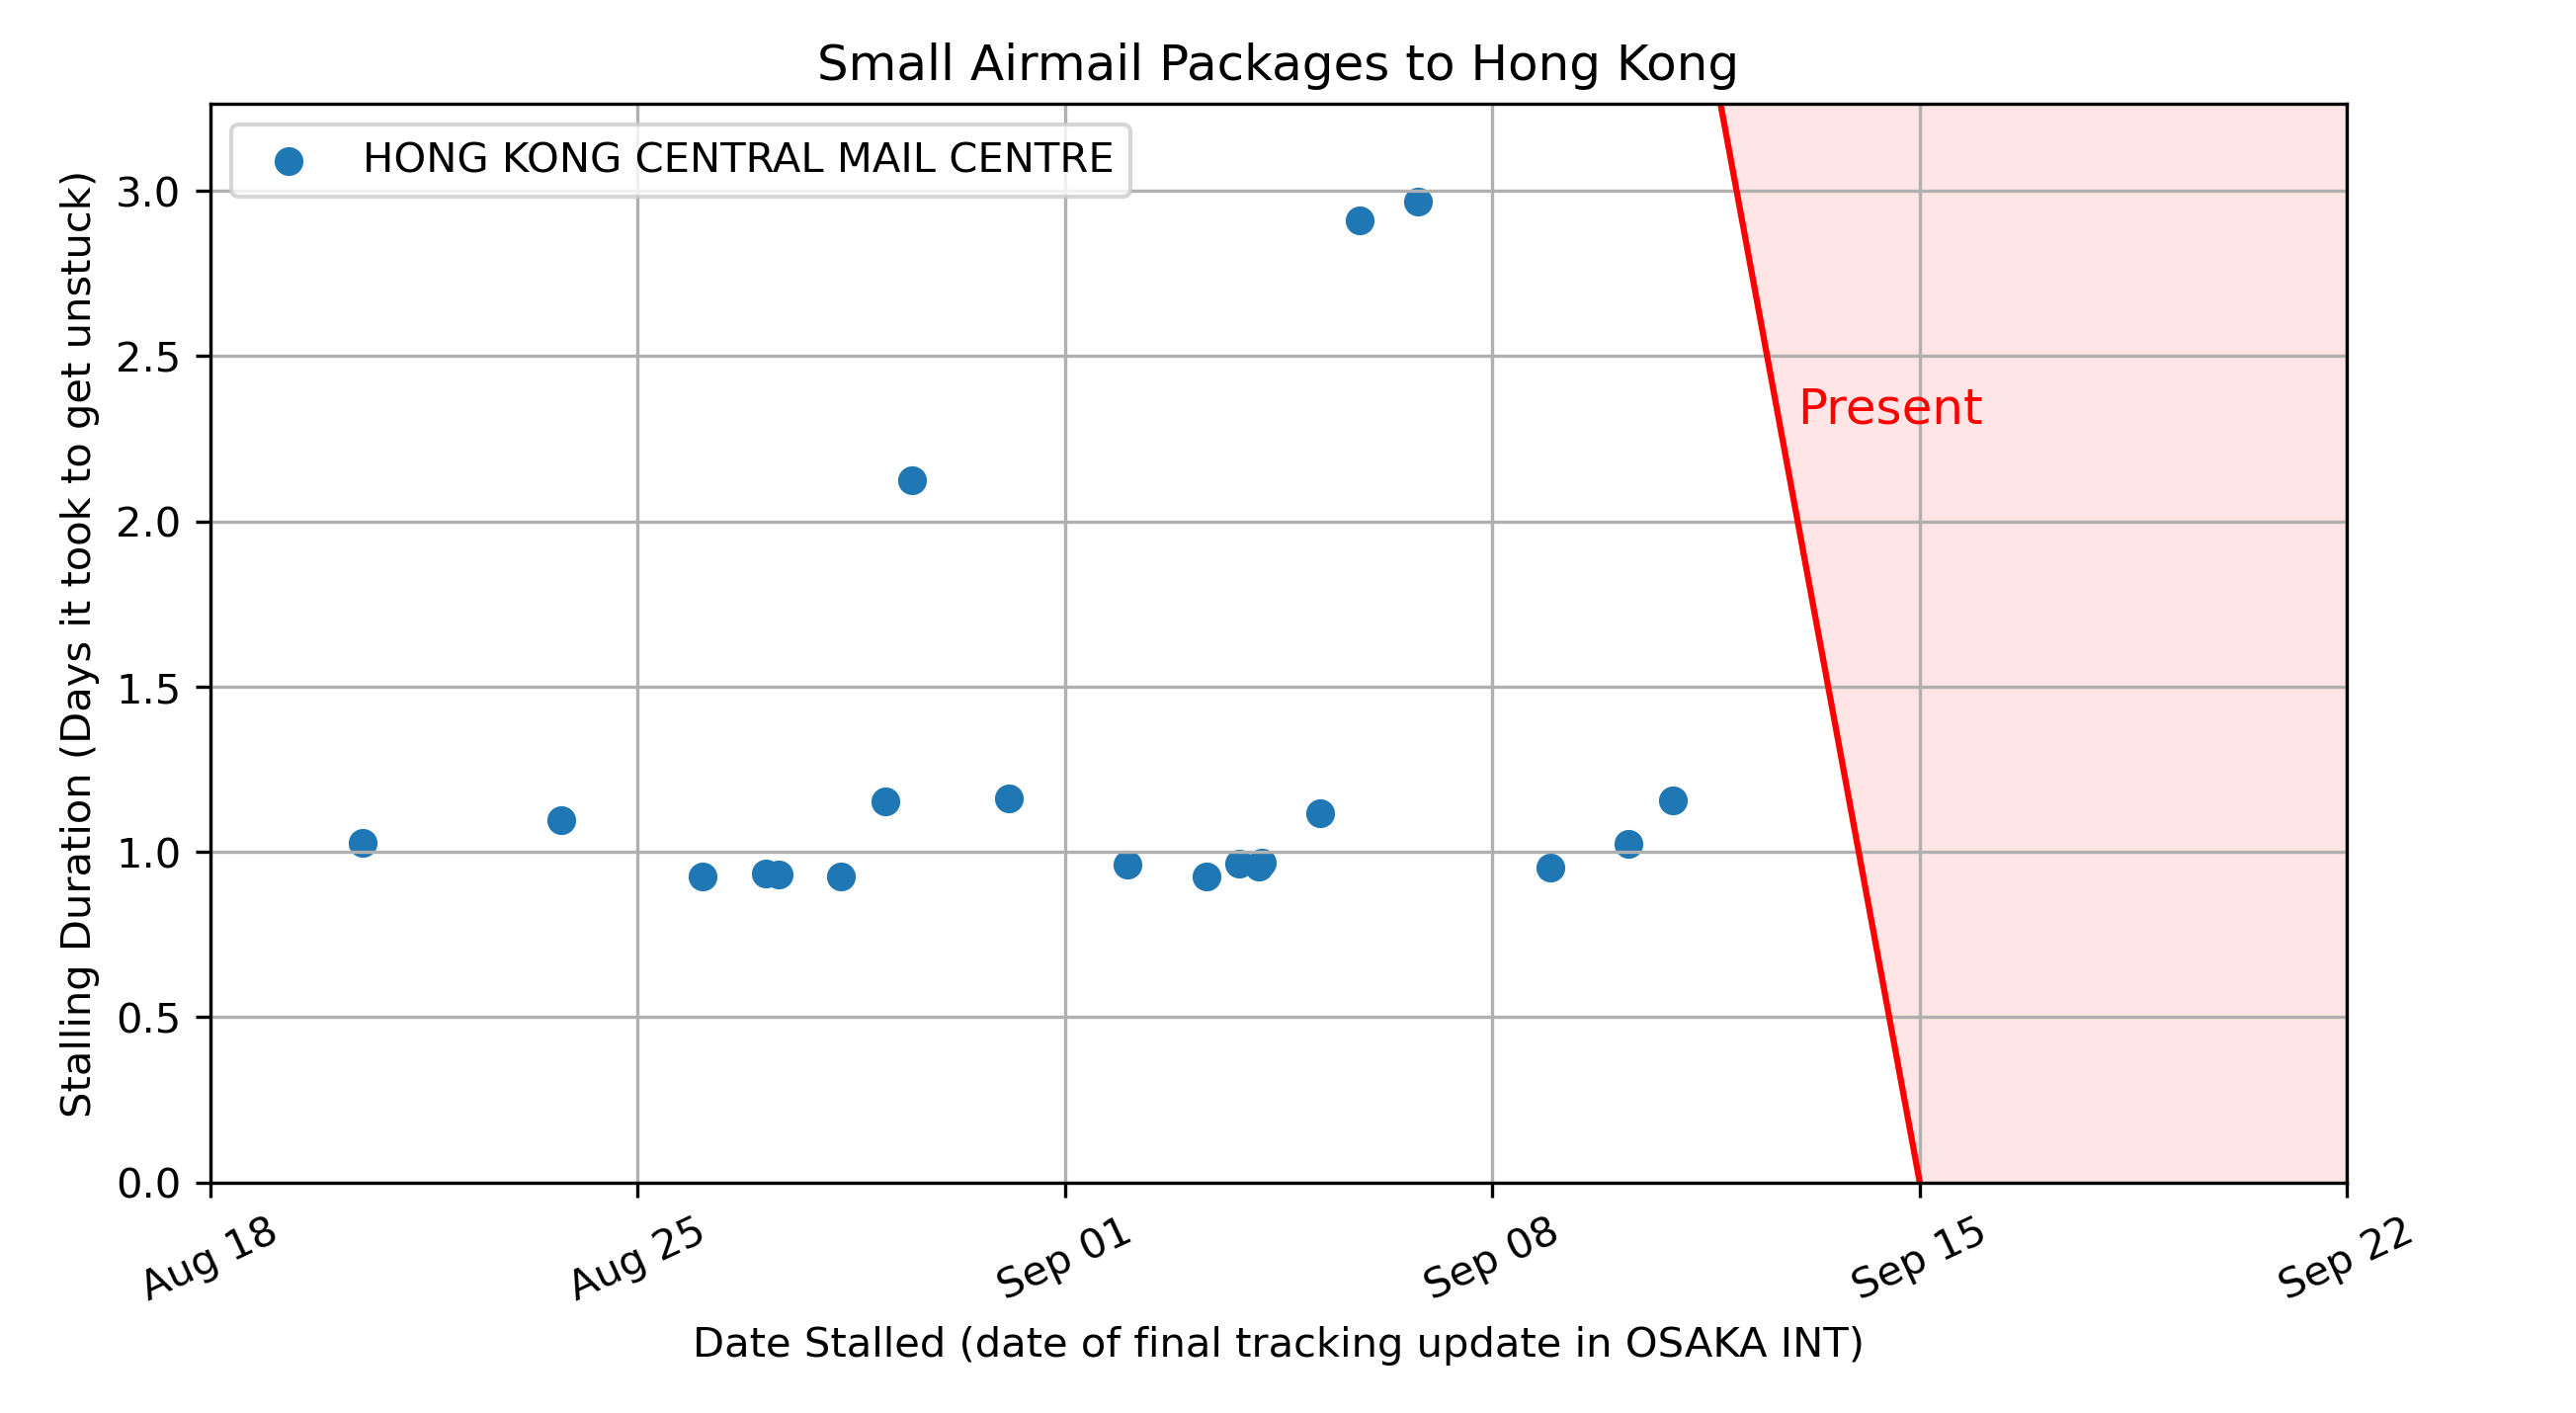 Small Airmail Packages to Hong Kong
HONG KONG CENTRAL MAIL CENTRE
Stalling Duration (Days it took to get unstuck)
3.0
2.5
2.0
1.5
1.0
0.5
0.0
Present
Aug 18
Aug 25
Sep 01
Sep 08
Sep 15
Sep 22
Date Stalled (date of final tracking update in OSAKA INT)